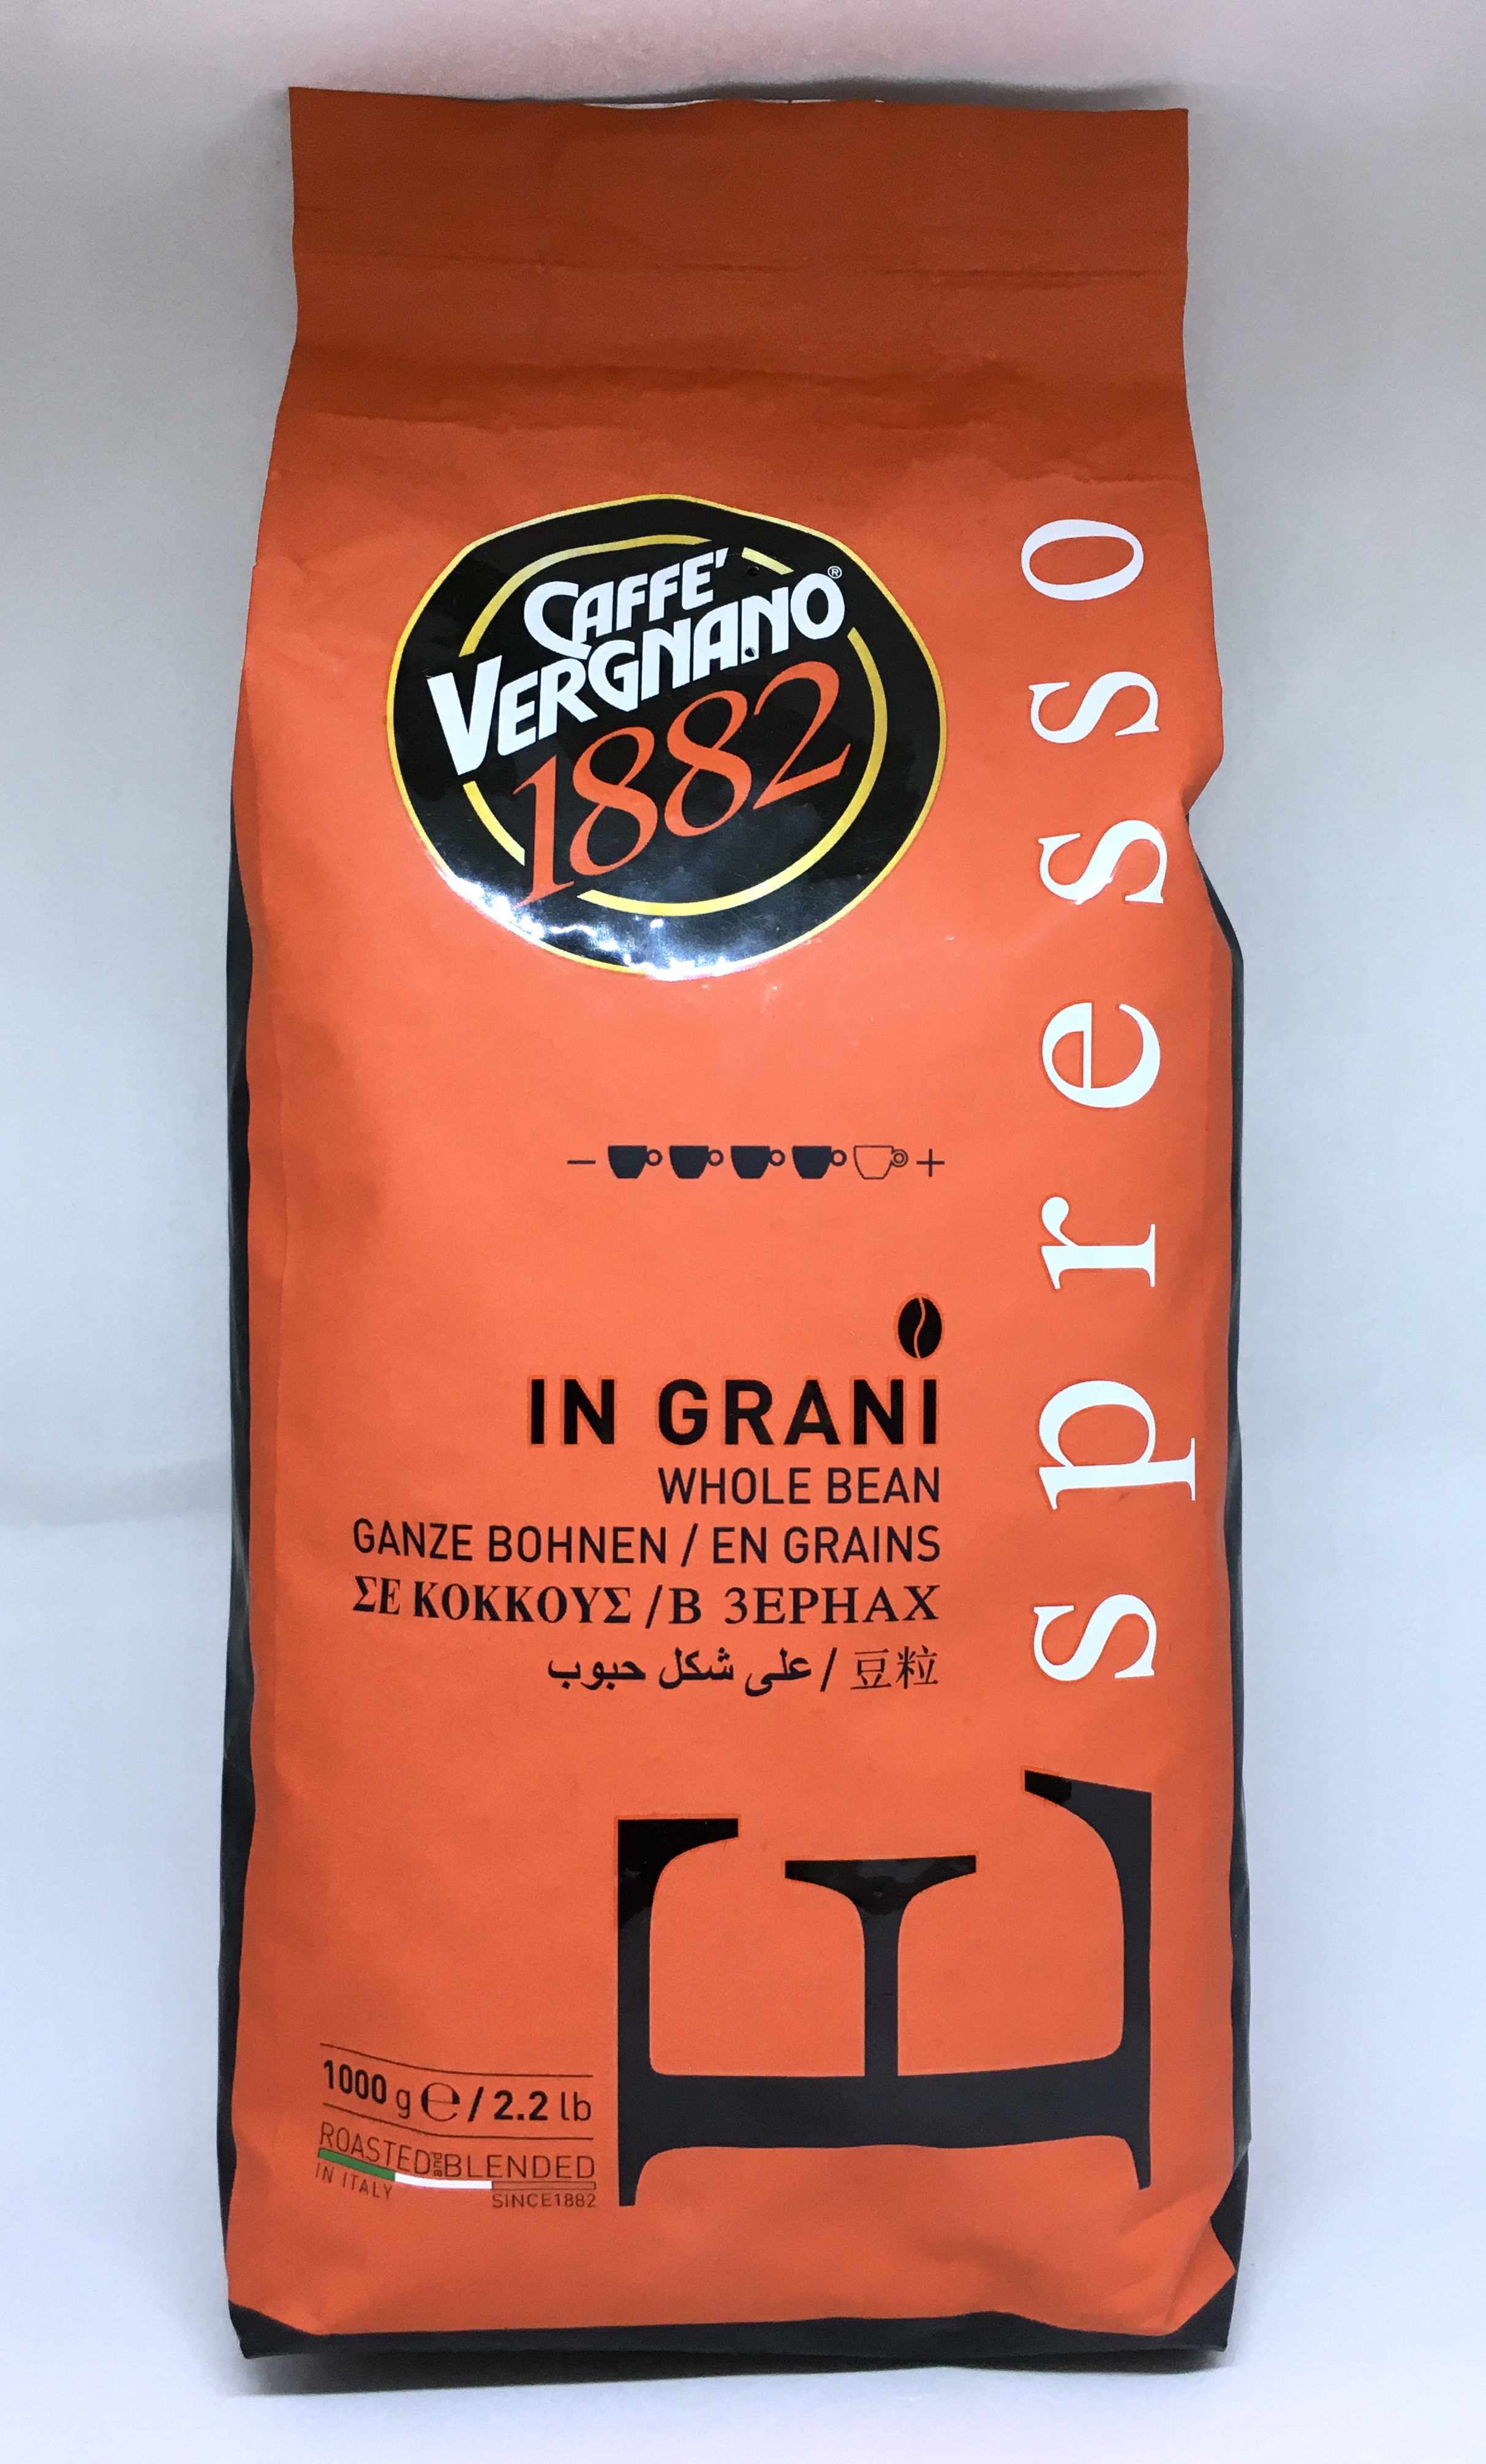 CAFFE'
VERGNANO®
1882
Espresso
− +
IN GRANI
WHOLE BEAN
GANZE BOHNEN / EN GRAINS
ΣΕ ΚΟΚΚΟΥΣ / В ЗЕРНАХ
على شكل حبوب / 豆粒
1000 g ℮ / 2.2 lb
ROASTED and BLENDED
IN ITALY
SINCE1882